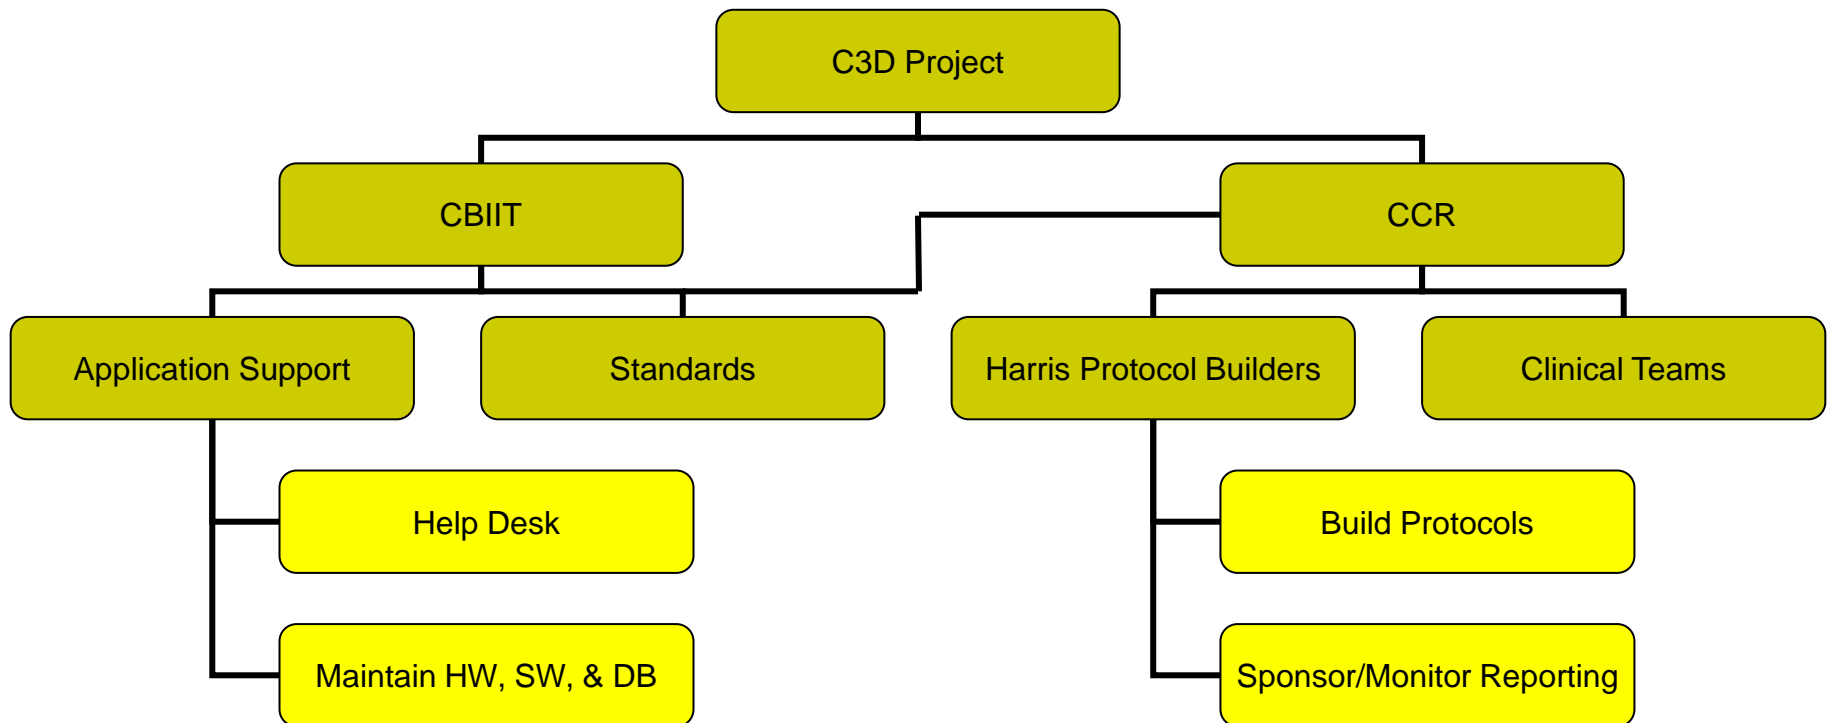 C3D Project
CBIIT
CCR
Application Support
Standards
Harris Protocol Builders
Clinical Teams
Help Desk
Build Protocols
Maintain HW, SW, & DB
Sponsor/Monitor Reporting